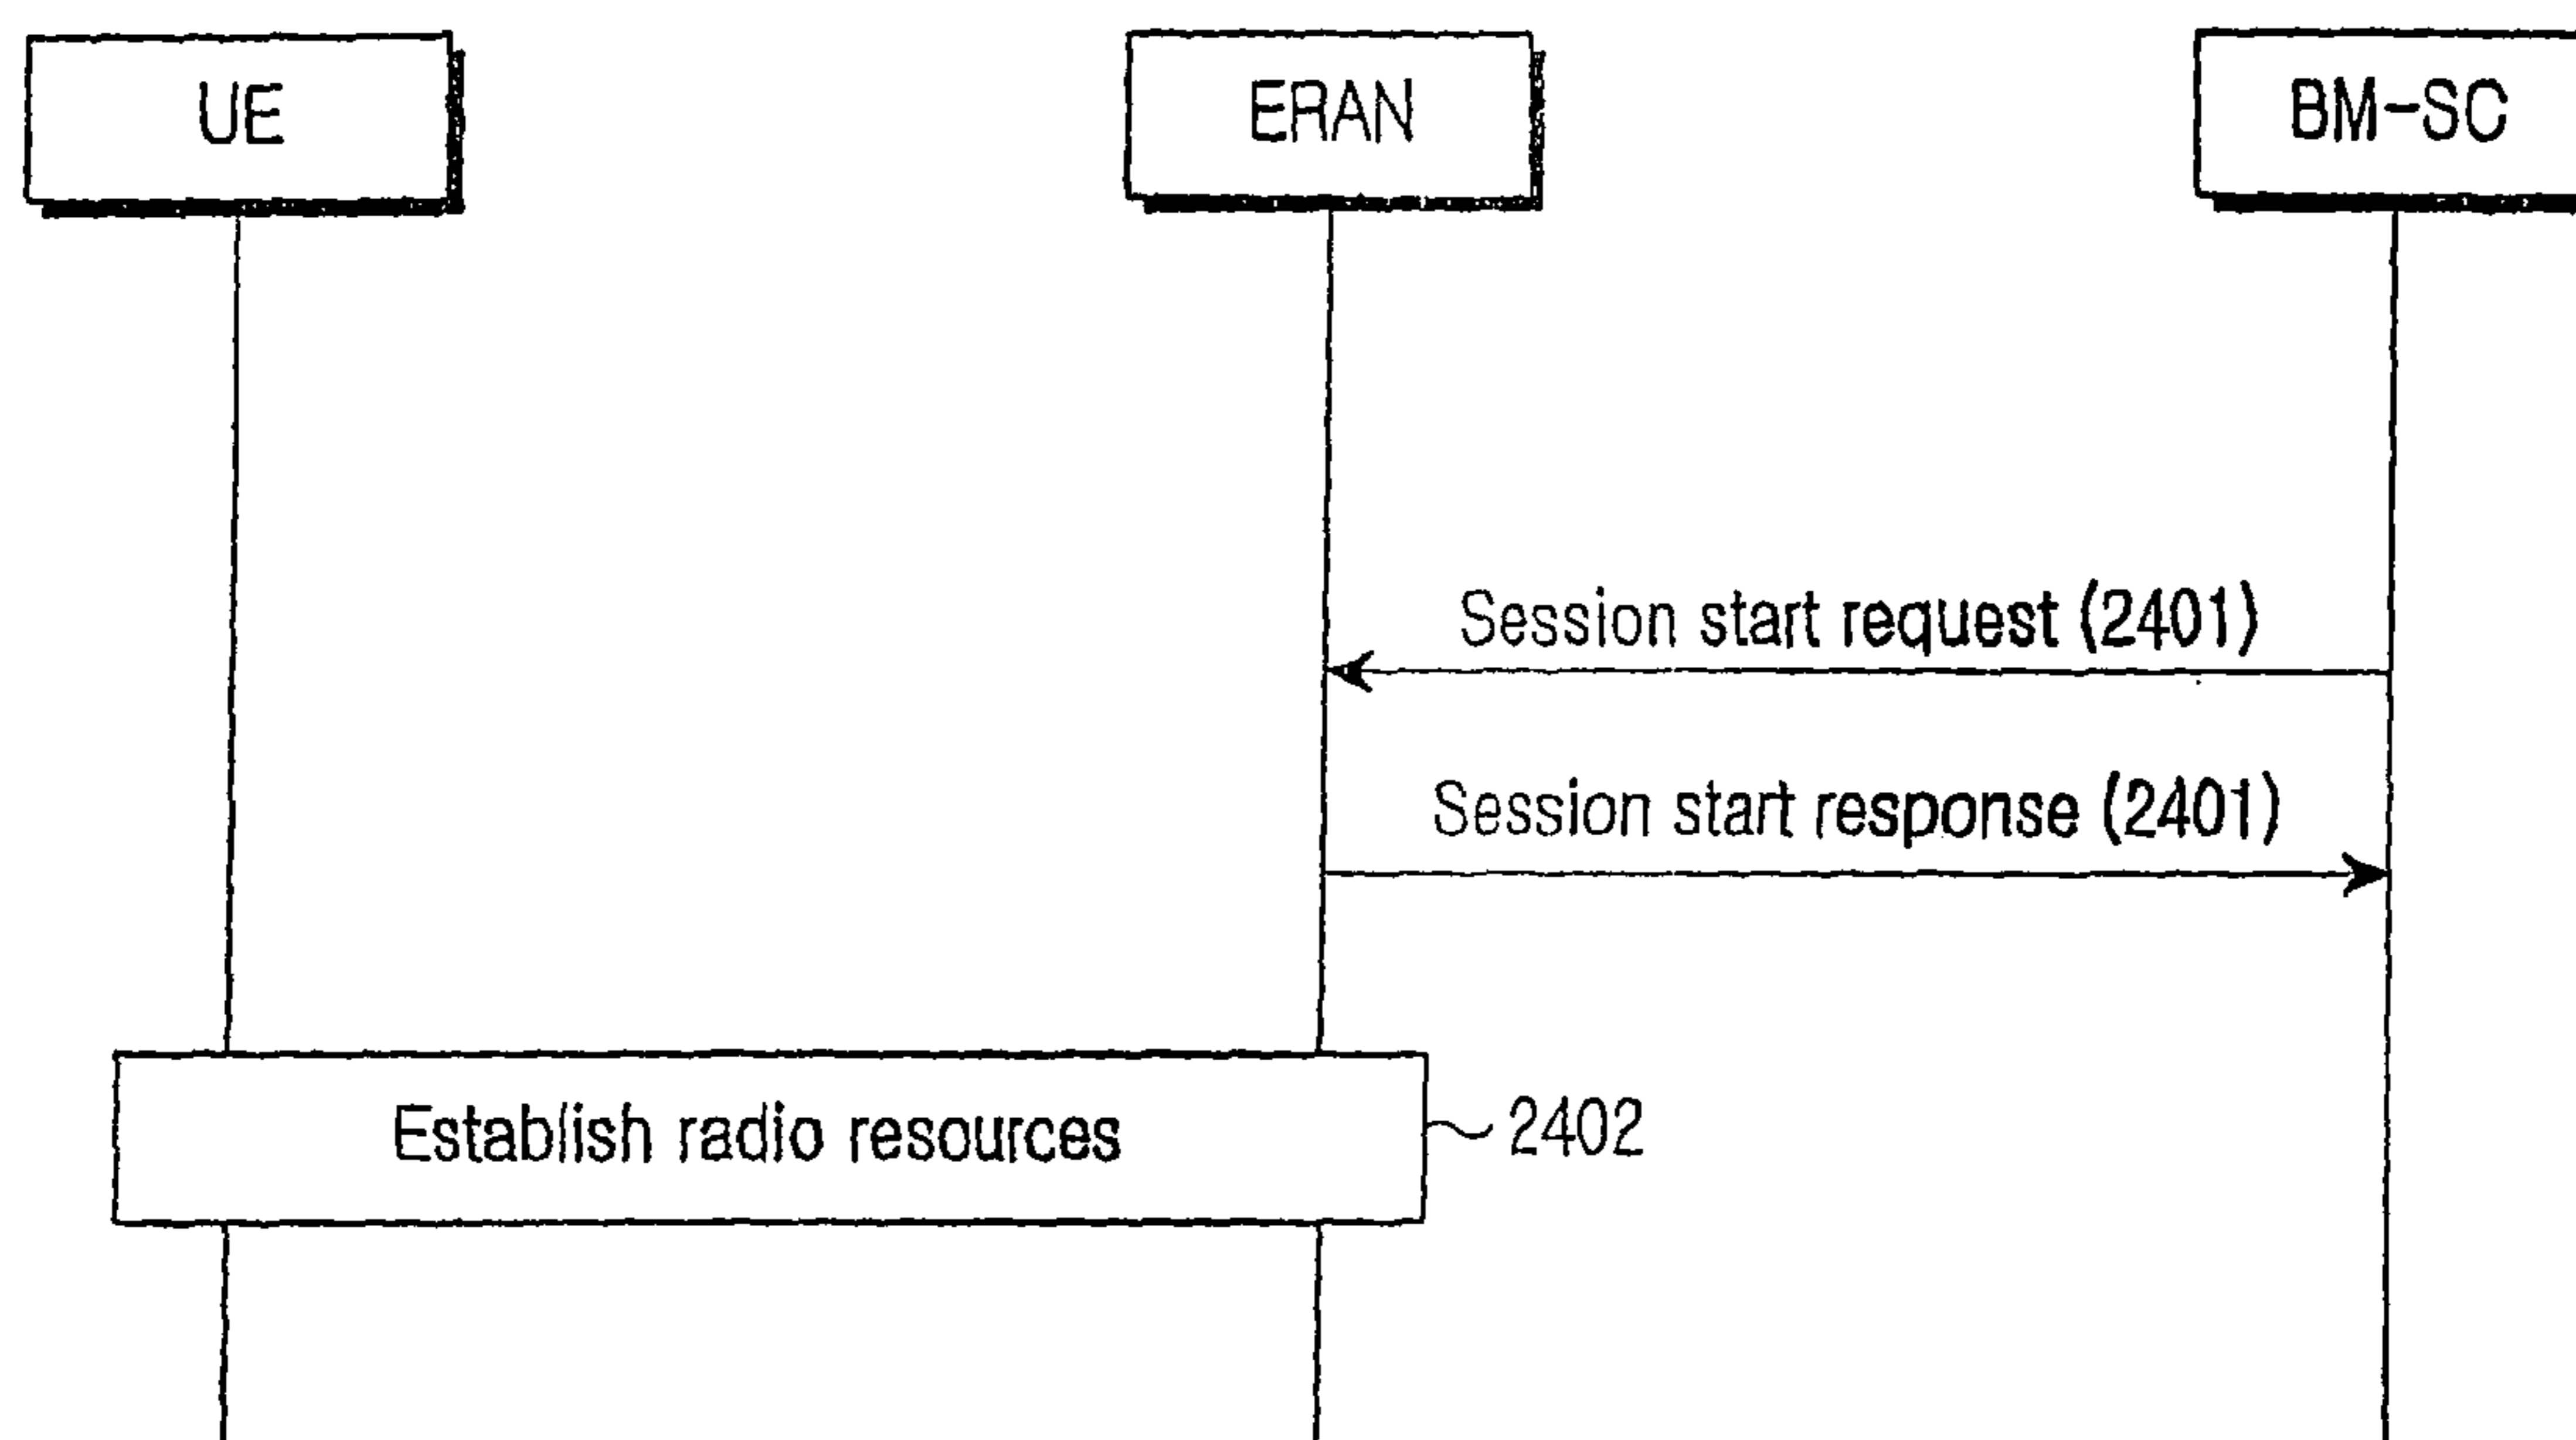 UE
ERAN
BM-SC
Session start request (2401)
Session start response (2401)
Establish radio resources
2402